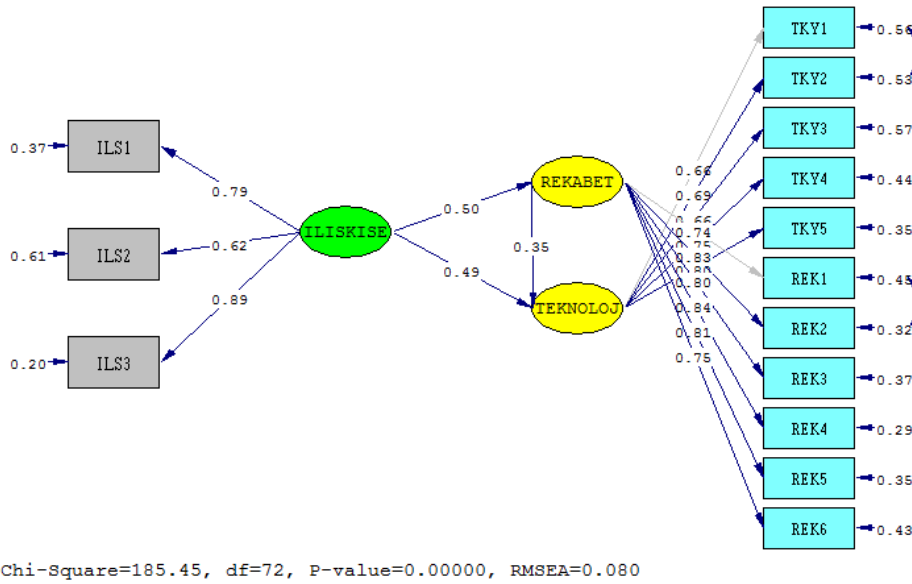 TKY1
0.56
TKY2
0.53
TKY3
0.57
TKY4
0.44
TKY5
0.35
REK1
0.45
REK2
0.32
REK3
0.37
REK4
0.29
REK5
0.35
REK6
0.43
0.37
ILS1
0.61
ILS2
0.20
ILS3
0.79
0.62
0.89
ILISKISE
0.50
0.49
REKABET
0.35
TEKNOLOJ
0.66
0.69
0.66
0.74
0.75
0.83
0.80
0.84
0.81
0.75
Chi-Square=185.45, df=72, P-value=0.00000, RMSEA=0.080